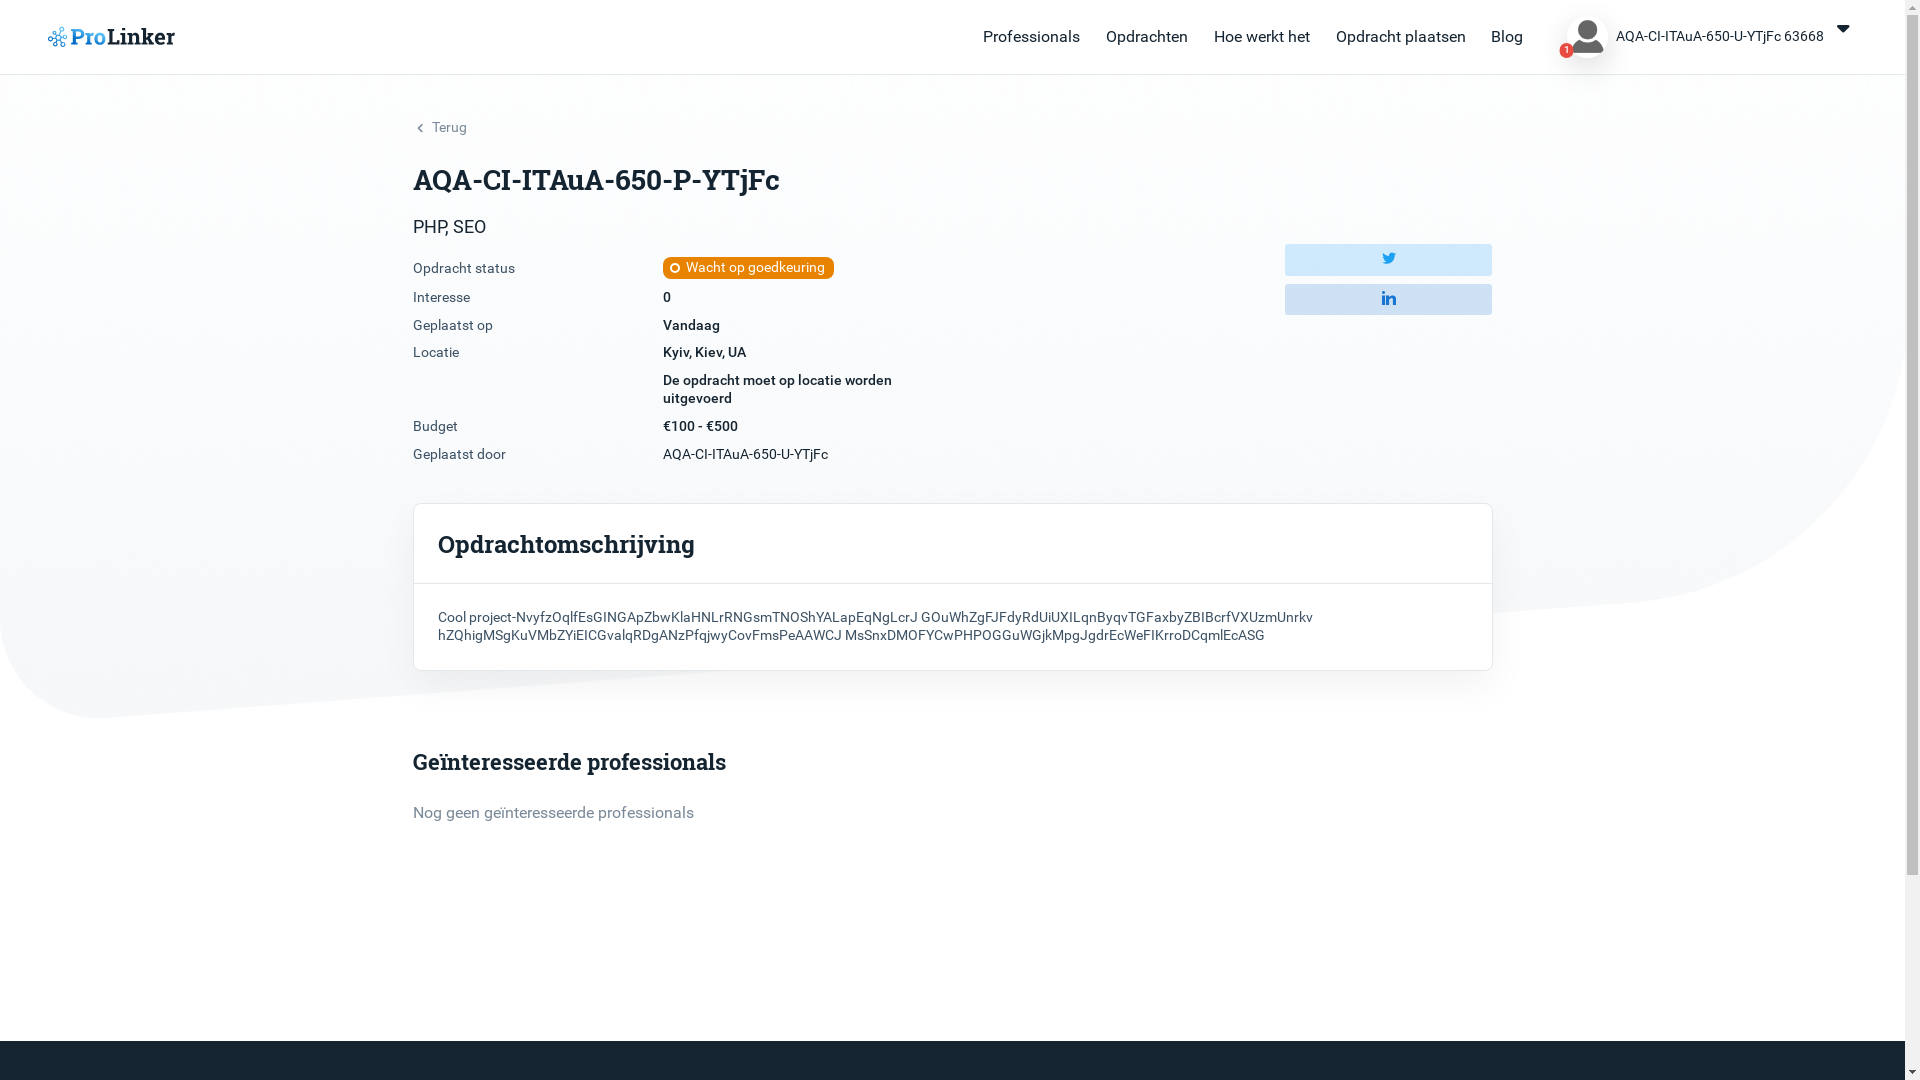 ProLinker
Professionals
Opdrachten
Hoe werkt het
Opdracht plaatsen
Blog
1
AQA-CI-ITAuA-650-U-YTjFc 63668
Terug
AQA-CI-ITAuA-650-P-YTjFc
PHP, SEO
Opdracht status
Wacht op goedkeuring
Interesse
0
Geplaatst op
Vandaag
Locatie
Kyiv, Kiev, UA
De opdracht moet op locatie worden
uitgevoerd
Budget
€100 - €500
Geplaatst door
AQA-CI-ITAuA-650-U-YTjFc
Opdrachtomschrijving
Cool project-NvyfzOqlfEsGINGApZbwKlaHNLrRNGsmTNOShYALapEqNgLcrJ GOuWhZgFJFdyRdUiUXILqnByqvTGFaxbyZBIBcrfVXUzmUnrkv
hZQhigMSgKuVMbZYiEICGvalqRDgANzPfqjwyCovFmsPeAAWCJ MsSnxDMOFYCwPHPOGGuWGjkMpgJgdrEcWeFIKrroDCqmlEcASG
Geïnteresseerde professionals
Nog geen geïnteresseerde professionals